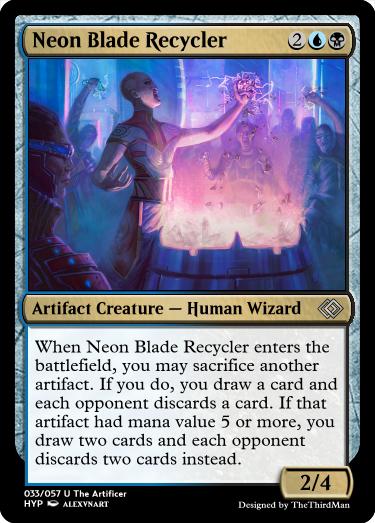 Neon Blade Recycler 2
Artifact Creature — Human Wizard
When Neon Blade Recycler enters the
battlefield, you may sacrifice another
artifact. If you do, you draw a card and
each opponent discards a card. If that
artifact had mana value 5 or more, you
draw two cards and each opponent
discards two cards instead.
2/4
033/057 U The Artificer
HYP ALEXVNART
Designed by TheThirdMan